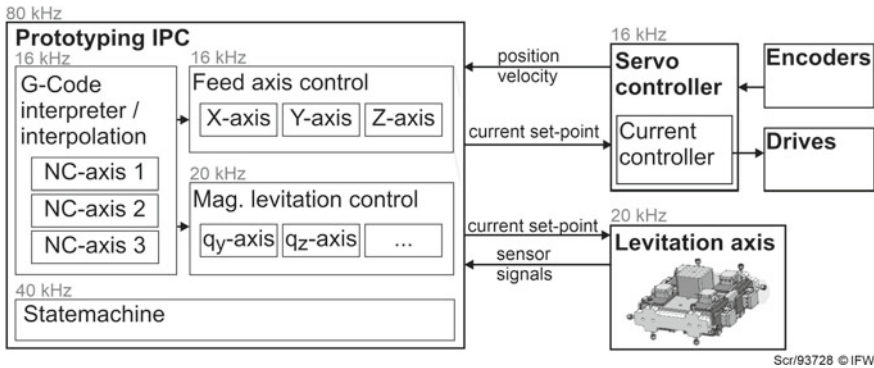 80 kHz
Prototyping IPC
16 kHz
G-Code
interpreter /
interpolation
NC-axis 1
NC-axis 2
NC-axis 3
16 kHz
Feed axis control
X-axis
Y-axis
Z-axis
20 kHz
Mag. levitation control
qy-axis
qz-axis
...
40 kHz
Statemachine
position
velocity
current set-point
current set-point
sensor
signals
16 kHz
Servo
controller
Current
controller
Encoders
Drives
20 kHz
Levitation axis
Scr/93728 © IFW